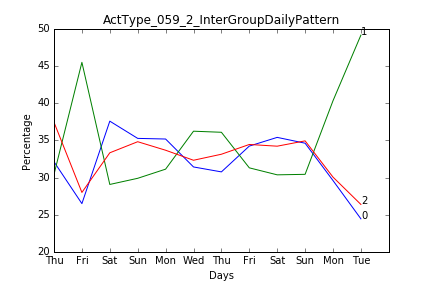 ActType_059_2_InterGroupDailyPattern
50
45
40
35
30
25
20
Percentage
1
2
0
Thu Fri Sat Sun Mon Wed Thu Fri Sat Sun Mon Tue
Days